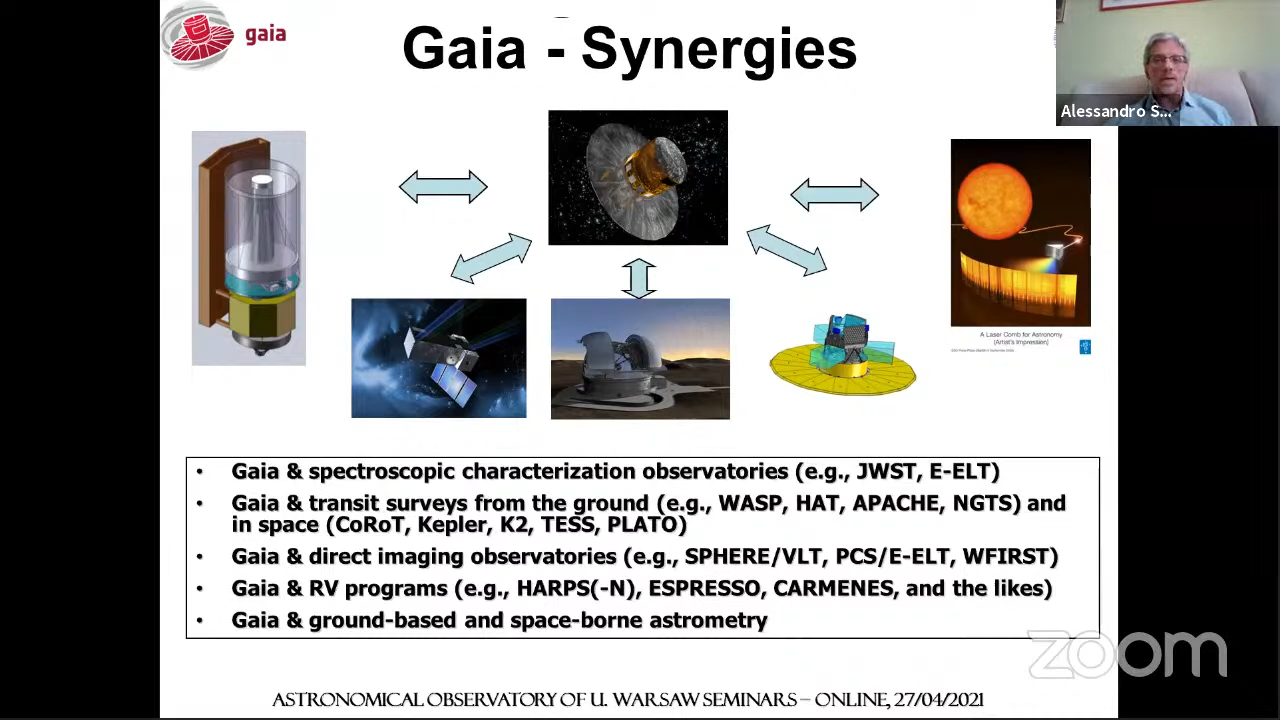 gaia
Gaia - Synergies
Alessandro S...
A Laser Comb for Astronomy
(Artist's Impression)
• Gaia & spectroscopic characterization observatories (e.g., JWST, E-ELT)
• Gaia & transit surveys from the ground (e.g., WASP, HAT, APACHE, NGTS) and
in space (CoRoT, Kepler, K2, TESS, PLATO)
• Gaia & direct imaging observatories (e.g., SPHERE/VLT, PCS/E-ELT, WFIRST)
• Gaia & RV programs (e.g., HARPS(-N), ESPRESSO, CARMENES, and the likes)
• Gaia & ground-based and space-borne astrometry
zoom
ASTRONOMICAL OBSERVATORY OF U. WARSAW SEMINARS – ONLINE, 27/04/2021